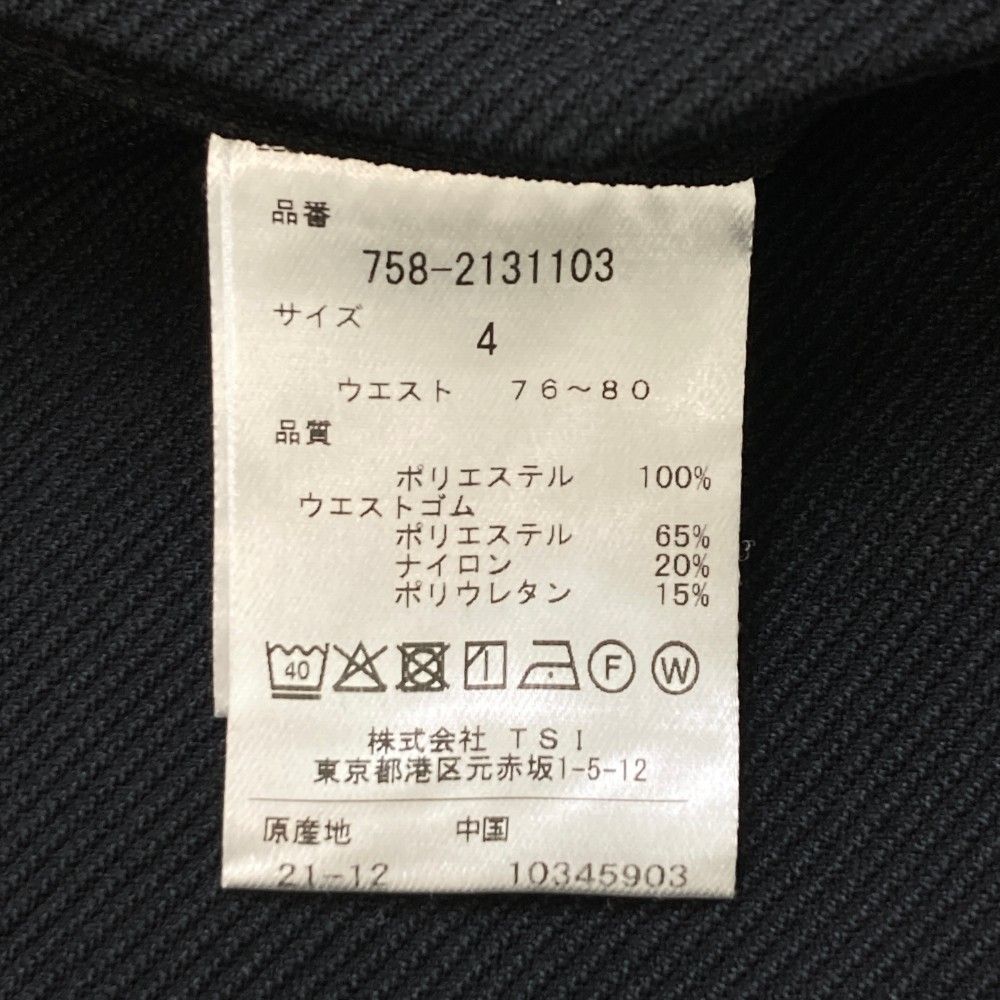 品番
758-2131103
サイズ
4
ウエスト 76〜80
品質
ポリエステル 100%
ウエストゴム
ポリエステル 65%
ナイロン 20%
ポリウレタン 15%
40 F W
株式会社 TSI
東京都港区元赤坂1-5-12
原産地 中国
21-12 10345903